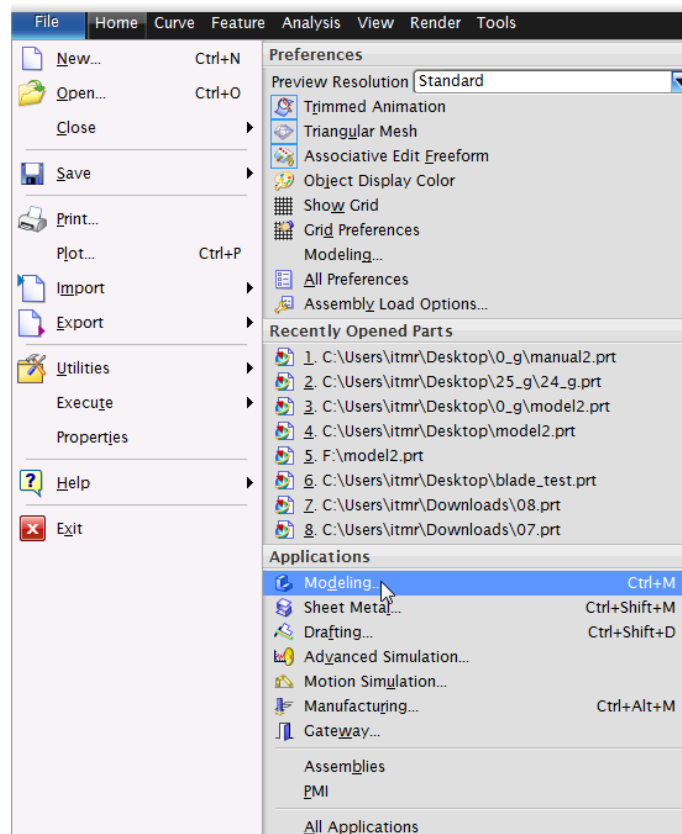 File Home Curve Feature Analysis View Render Tools
New... Ctrl+N
Open... Ctrl+O
Close
Save
Print...
Plot... Ctrl+P
Import
Export
Utilities
Execute
Properties
Help
Exit
Preferences
Preview Resolution Standard
Trimmed Animation
Triangular Mesh
Associative Edit Freeform
Object Display Color
Show Grid
Grid Preferences
Modeling...
All Preferences
Assembly Load Options...
Recently Opened Parts
1. C:\Users\itmr\Desktop\0_g\manual2.prt
2. C:\Users\itmr\Desktop\25_g\24_g.prt
3. C:\Users\itmr\Desktop\0_g\model2.prt
4. C:\Users\itmr\Desktop\model2.prt
5. F:\model2.prt
6. C:\Users\itmr\Desktop\blade_test.prt
7. C:\Users\itmr\Downloads\08.prt
8. C:\Users\itmr\Downloads\07.prt
Applications
Modeling... Ctrl+M
Sheet Metal... Ctrl+Shift+M
Drafting... Ctrl+Shift+D
Advanced Simulation...
Motion Simulation...
Manufacturing... Ctrl+Alt+M
Gateway...
Assemblies
PMI
All Applications